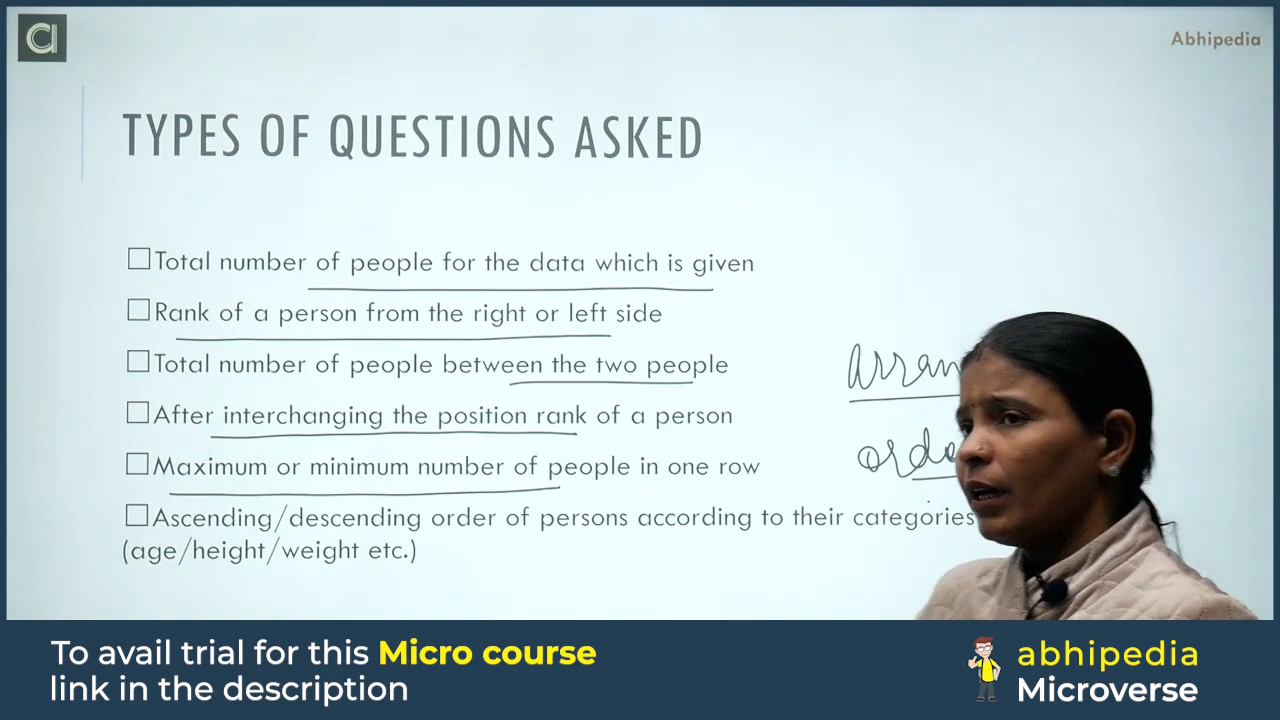 Abhipedia
TYPES OF QUESTIONS ASKED
Total number of people for the data which is given
Rank of a person from the right or left side
Total number of people between the two people
After interchanging the position rank of a person
Maximum or minimum number of people in one row
Ascending/descending order of persons according to their categories
(age/height/weight etc.)
To avail trial for this Micro course
link in the description
abhipedia
Microverse